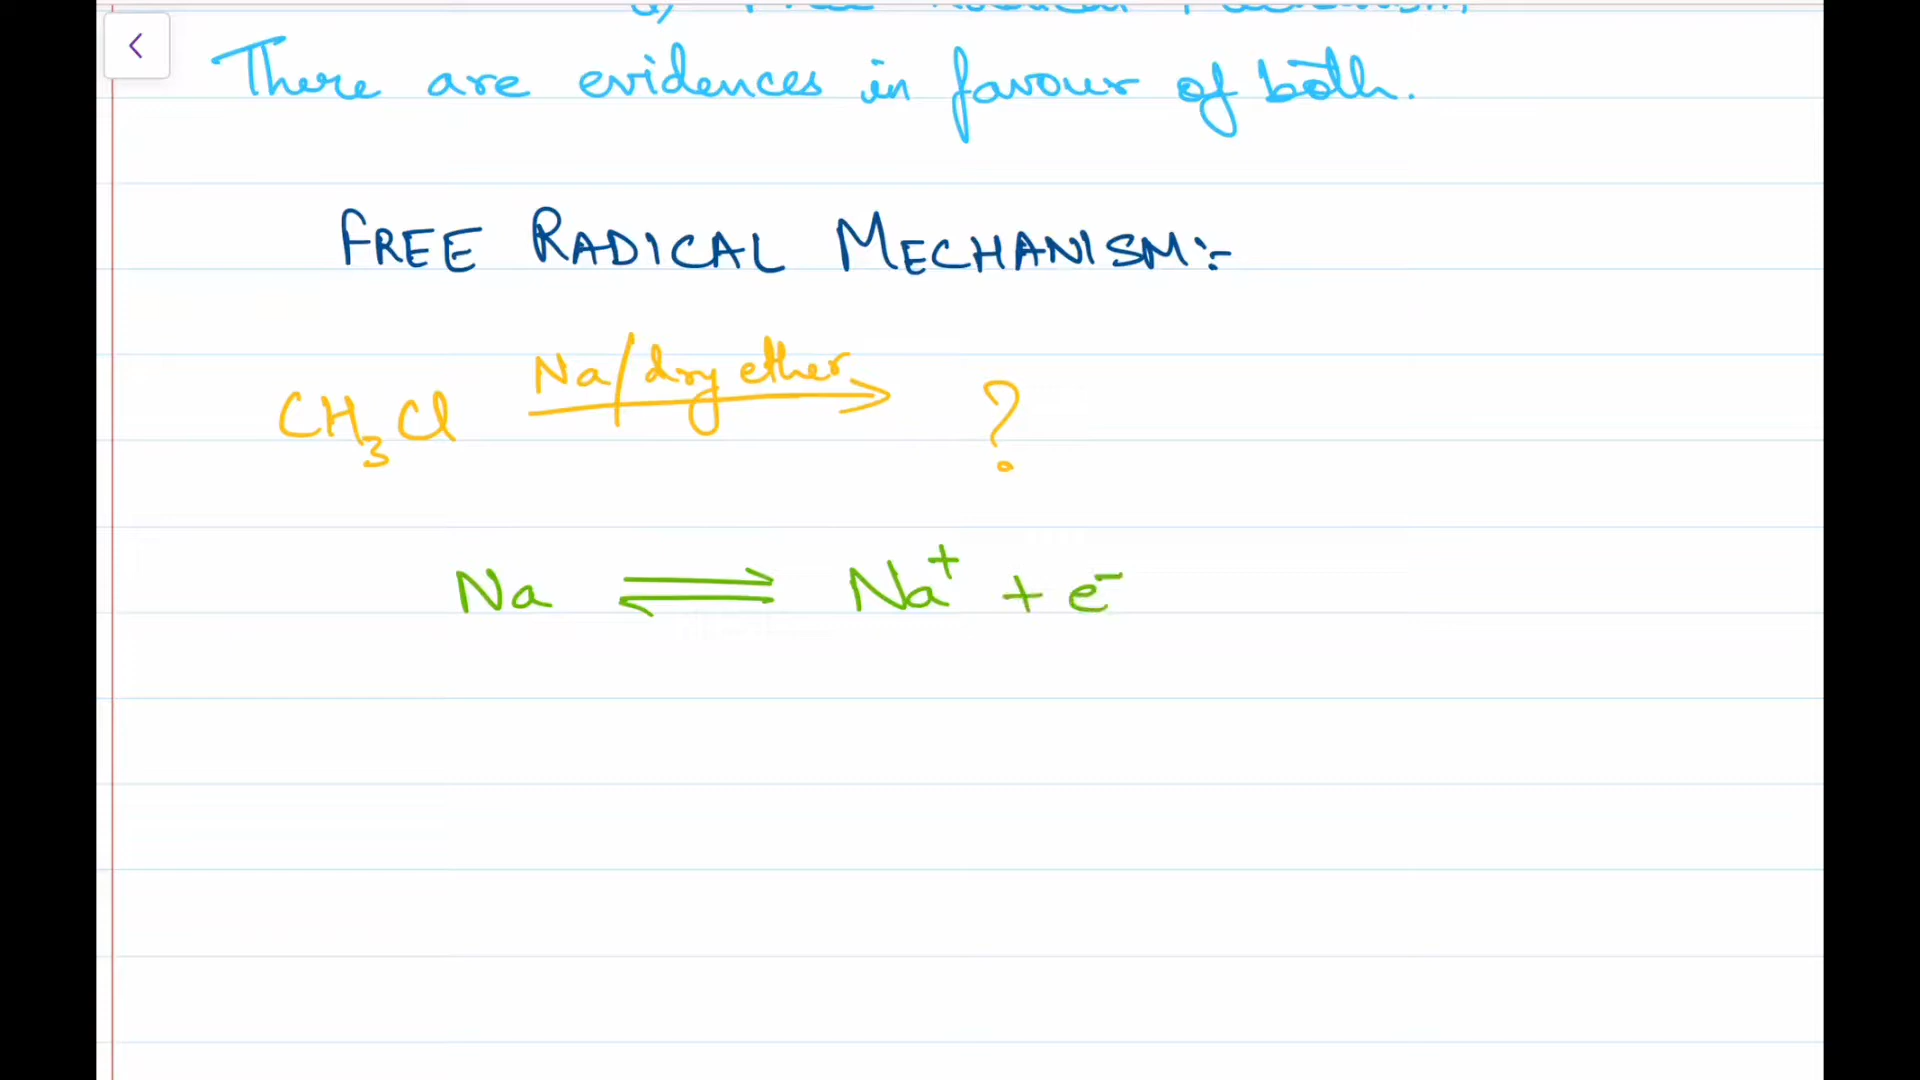 There are evidences in favour of both.
FREE RADICAL MECHANISM:-
CH₃Cl Na/dry ether → ?
Na ⇌ Na⁺ + e⁻